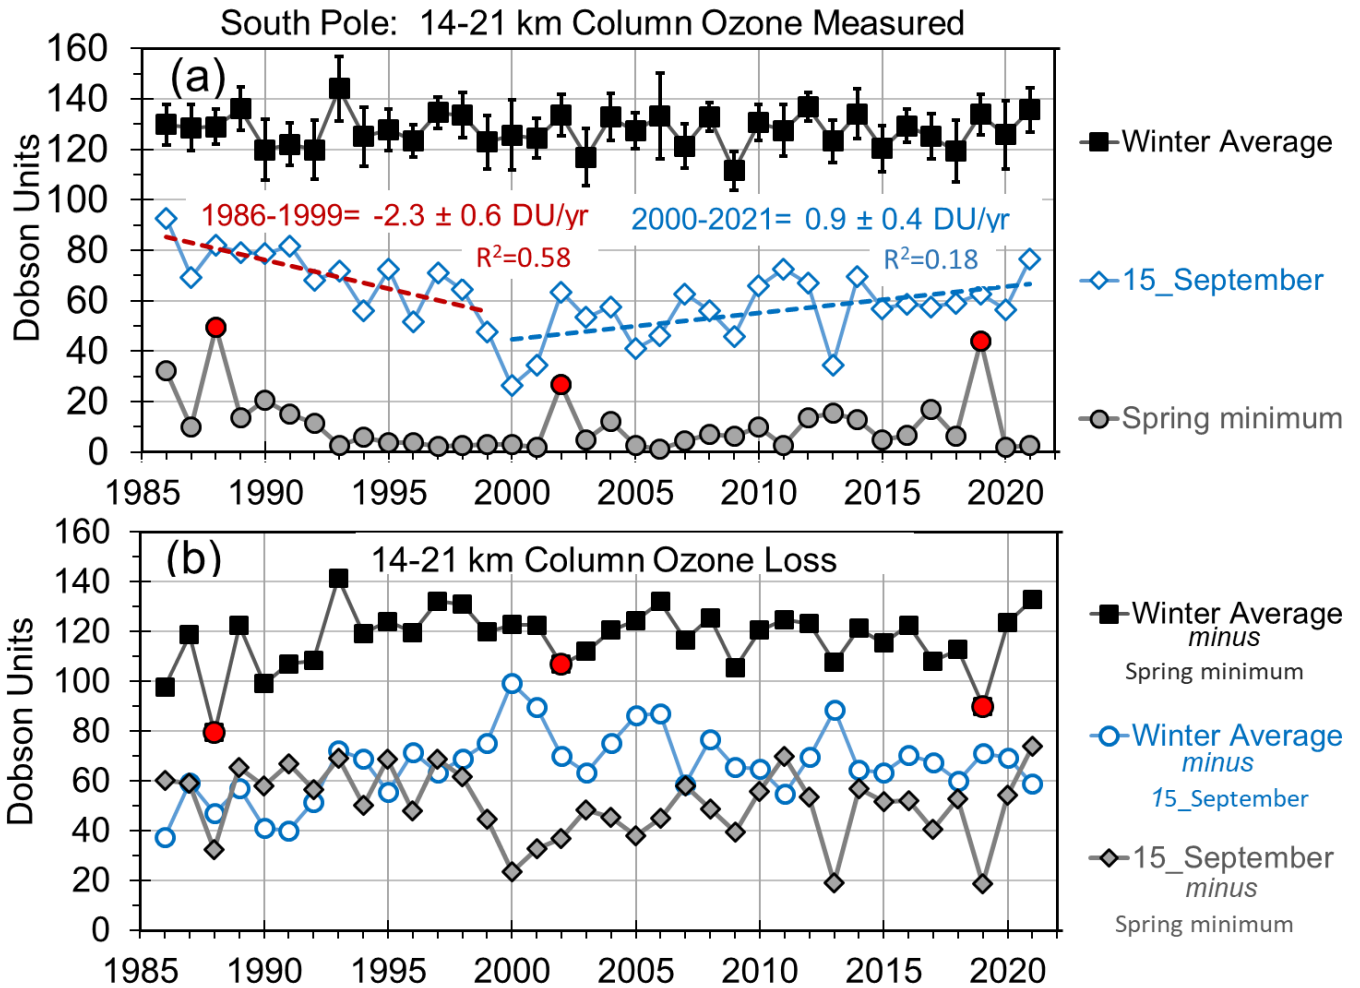 South Pole: 14-21 km Column Ozone Measured
(a)
Dobson Units
160
140
120
100
80
60
40
20
0
1986-1999= -2.3 ± 0.6 DU/yr
R²=0.58
2000-2021= 0.9 ± 0.4 DU/yr
R²=0.18
1985 1990 1995 2000 2005 2010 2015 2020
Winter Average
15_September
Spring minimum
(b)
14-21 km Column Ozone Loss
Dobson Units
160
140
120
100
80
60
40
20
0
1985 1990 1995 2000 2005 2010 2015 2020
Winter Average
minus
Spring minimum
Winter Average
minus
15_September
15_September
minus
Spring minimum